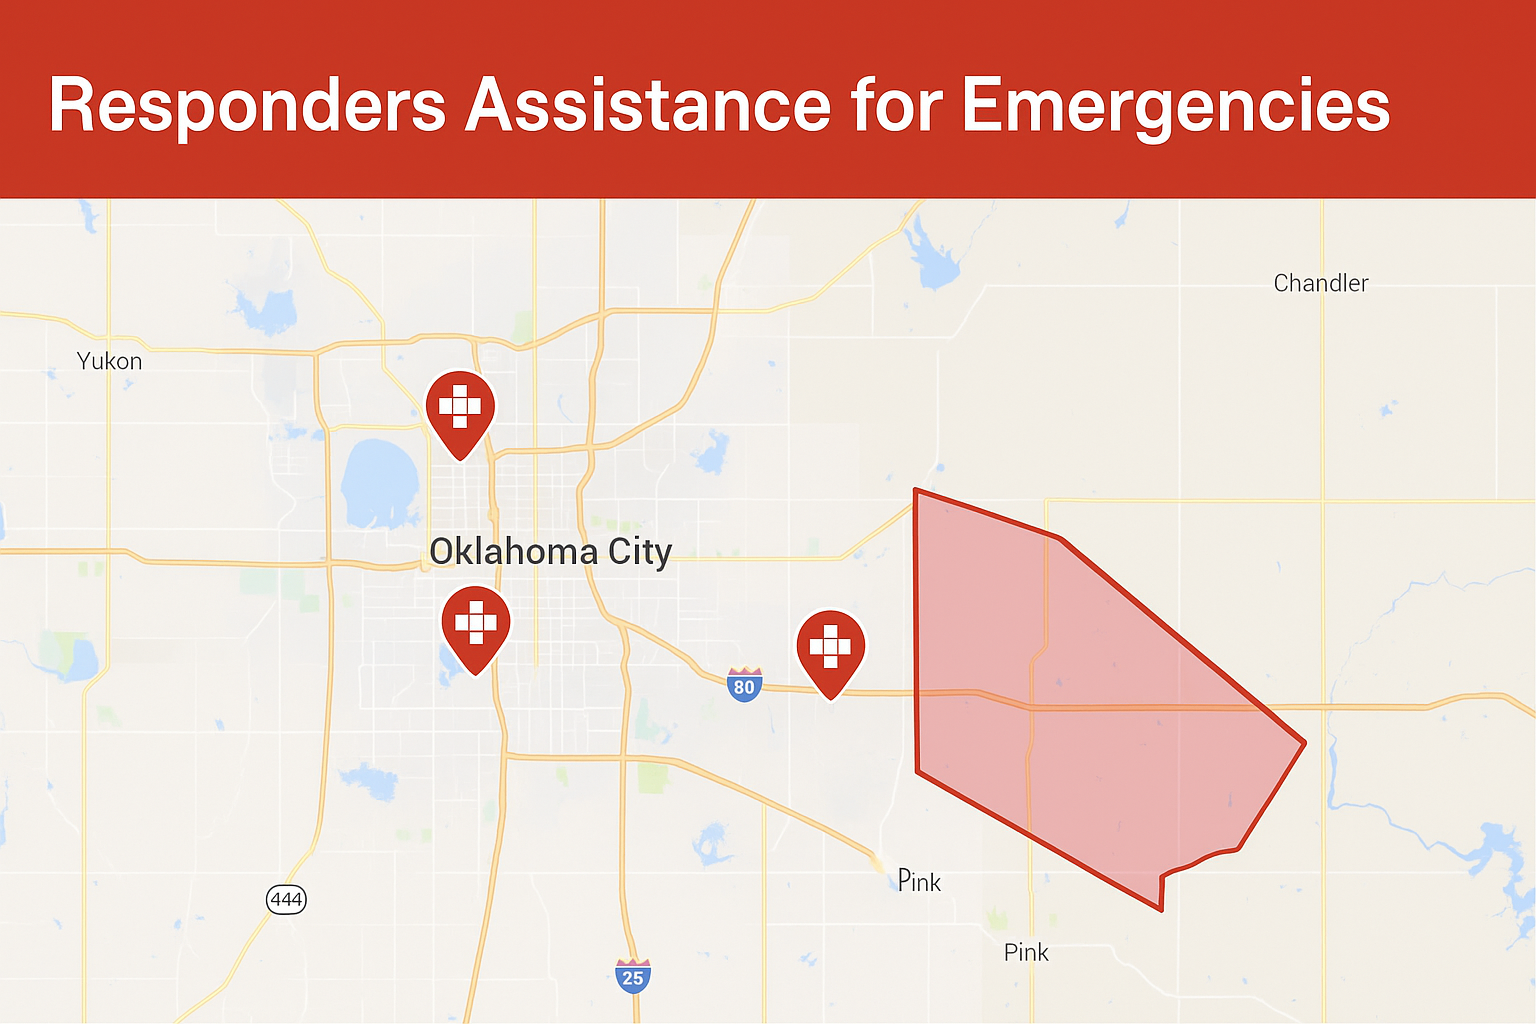 Responders Assistance for Emergencies
Chandler
Yukon
Oklahoma City
80
Pink
444
Pink
25